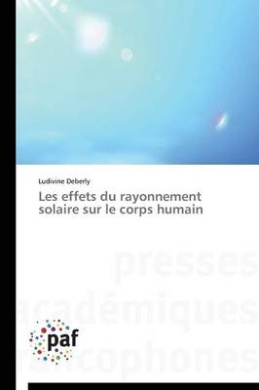 Ludivine Deberly
Les effets du rayonnement
solaire sur le corps humain
presses
académiques
francophones
paf